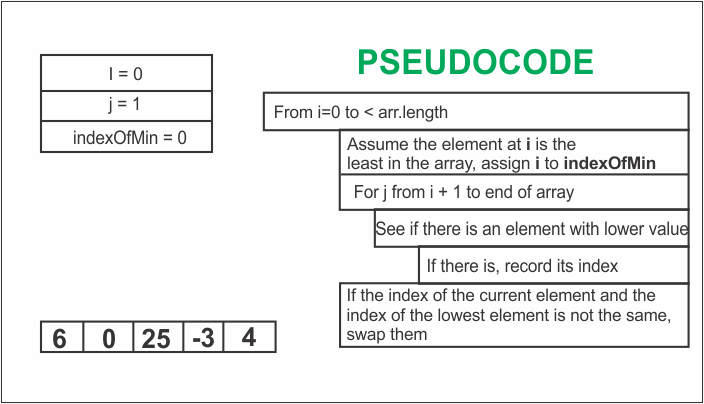 PSEUDOCODE
I = 0
j = 1
indexOfMin = 0
From i=0 to < arr.length
Assume the element at i is the
least in the array, assign i to indexOfMin
For j from i + 1 to end of array
See if there is an element with lower value
If there is, record its index
If the index of the current element and the
index of the lowest element is not the same,
swap them
6 0 25 -3 4